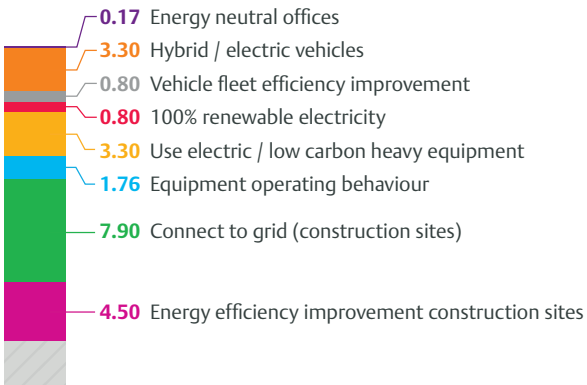 0.17 Energy neutral offices
3.30 Hybrid / electric vehicles
0.80 Vehicle fleet efficiency improvement
0.80 100% renewable electricity
3.30 Use electric / low carbon heavy equipment
1.76 Equipment operating behaviour
7.90 Connect to grid (construction sites)
4.50 Energy efficiency improvement construction sites